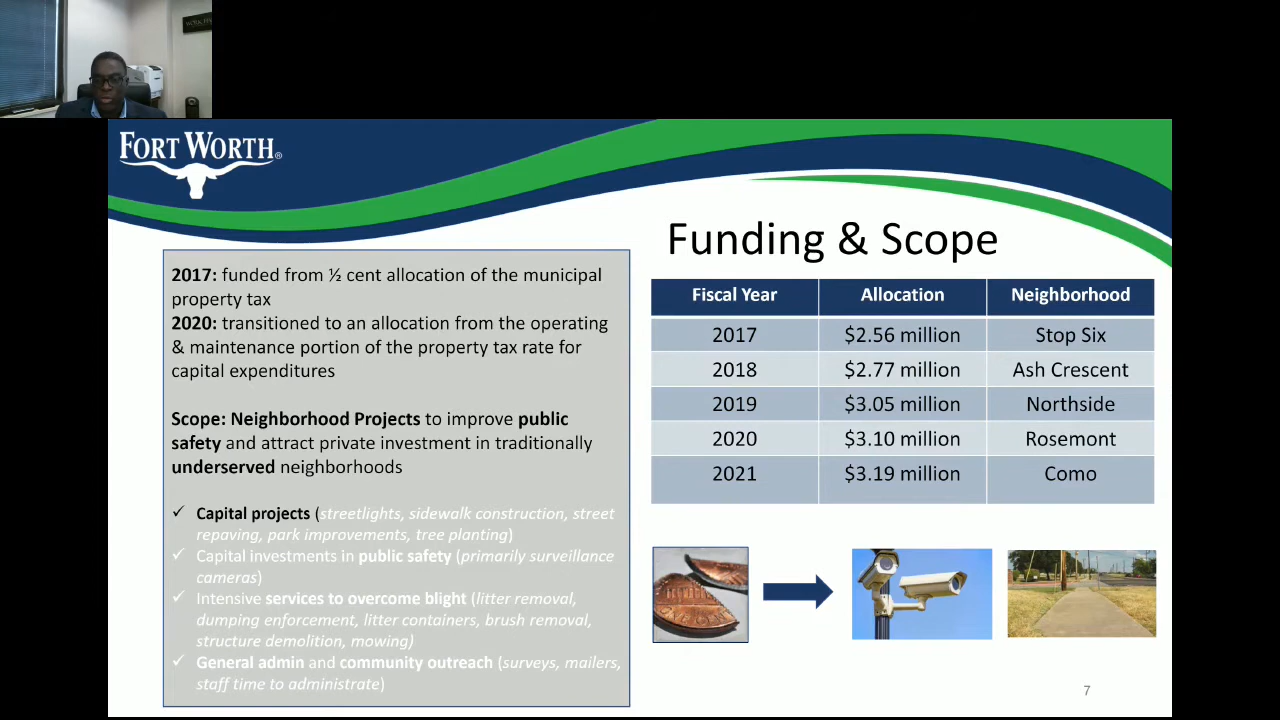 FORT WORTH®
Funding & Scope
2017: funded from ½ cent allocation of the municipal
property tax
2020: transitioned to an allocation from the operating
& maintenance portion of the property tax rate for
capital expenditures
Scope: Neighborhood Projects to improve public
safety and attract private investment in traditionally
underserved neighborhoods
✓ Capital projects (streetlights, sidewalk construction, street
repaving, park improvements, tree planting)
✓ Capital investments in public safety (primarily surveillance
cameras)
✓ Intensive services to overcome blight (litter removal,
dumping enforcement, litter containers, brush removal,
structure demolition, mowing)
✓ General admin and community outreach (surveys, mailers,
staff time to administrate)
Fiscal Year Allocation Neighborhood
2017 $2.56 million Stop Six
2018 $2.77 million Ash Crescent
2019 $3.05 million Northside
2020 $3.10 million Rosemont
2021 $3.19 million Como
7